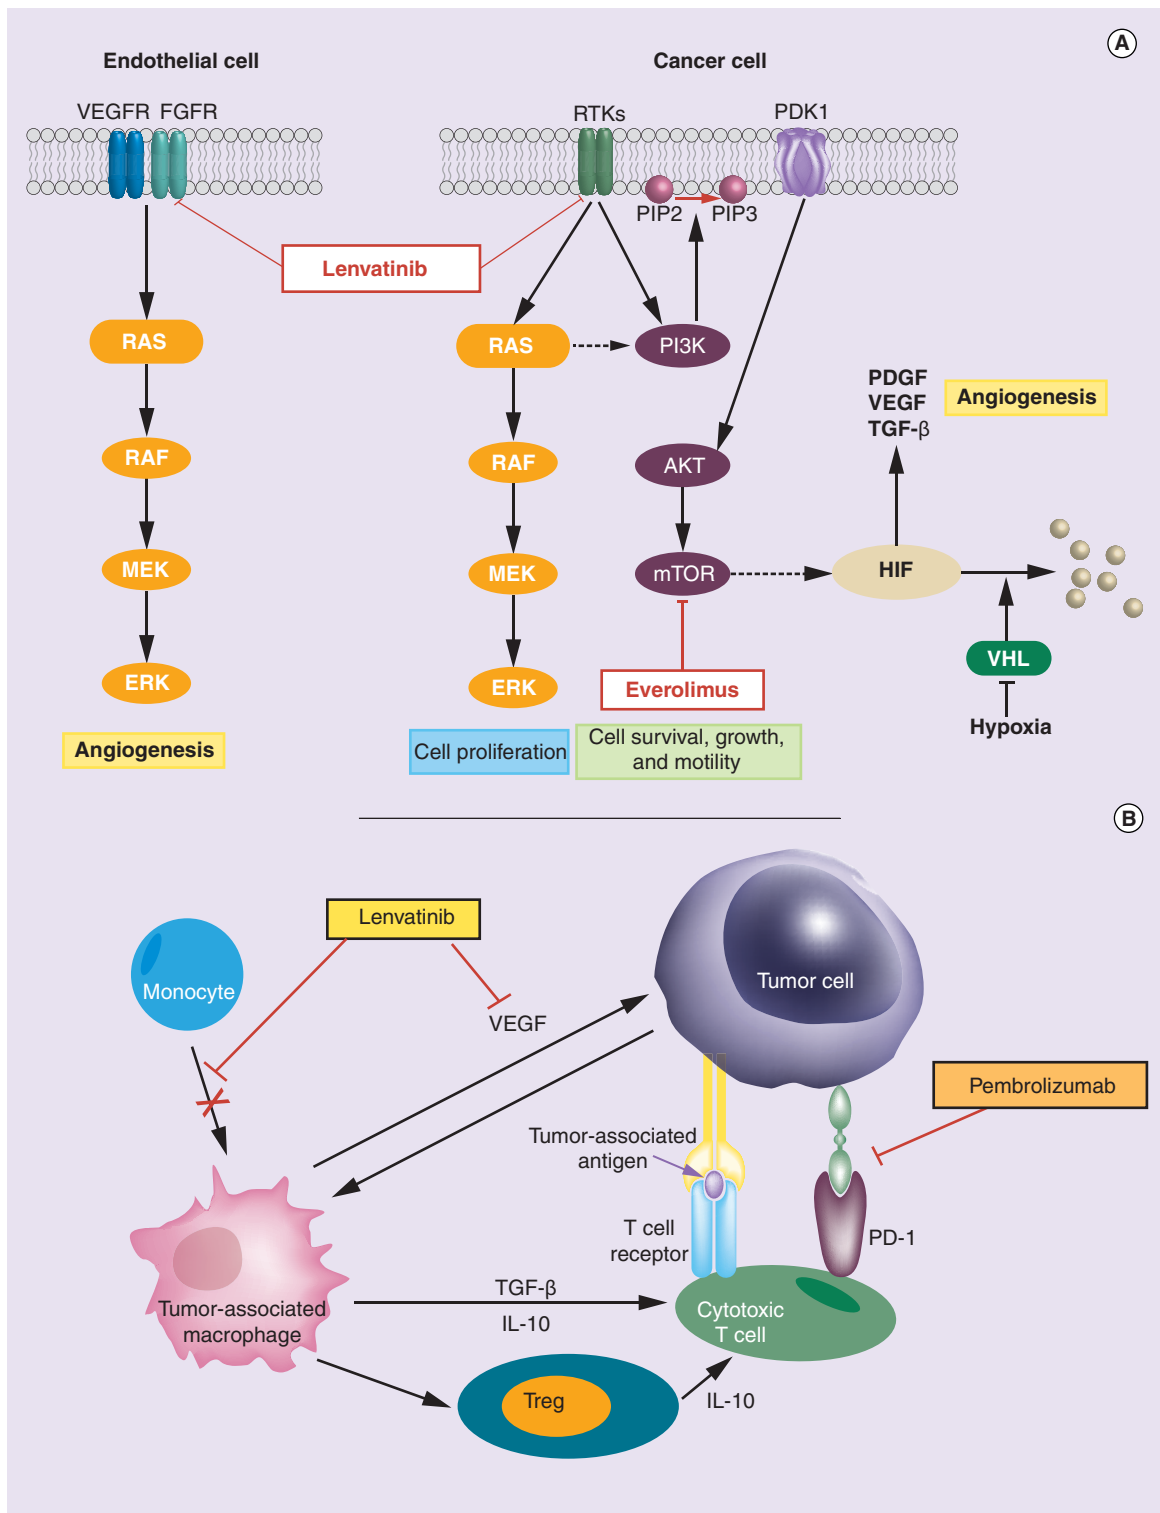 A
Endothelial cell
Cancer cell
VEGFR FGFR
RTKs
PDK1
PIP2
PIP3
Lenvatinib
RAS
RAS
PI3K
PDGF
VEGF
TGF-β
Angiogenesis
RAF
RAF
AKT
MEK
MEK
mTOR
HIF
ERK
ERK
Everolimus
VHL
Hypoxia
Angiogenesis
Cell proliferation
Cell survival, growth,
and motility
B
Lenvatinib
Monocyte
VEGF
Tumor cell
Pembrolizumab
Tumor-associated
antigen
T cell
receptor
PD-1
Tumor-associated
macrophage
TGF-β
IL-10
Cytotoxic
T cell
Treg
IL-10